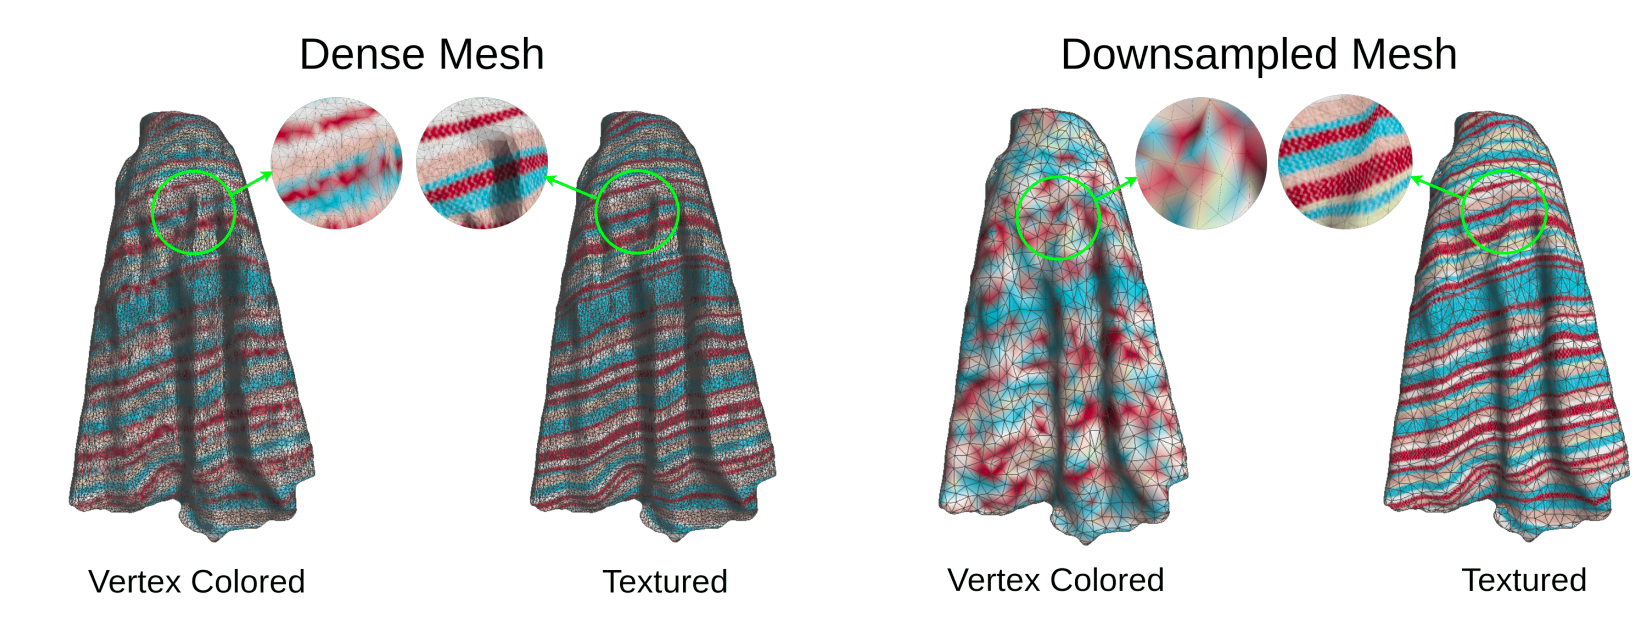 Dense Mesh
Downsampled Mesh
Vertex Colored
Textured
Vertex Colored
Textured